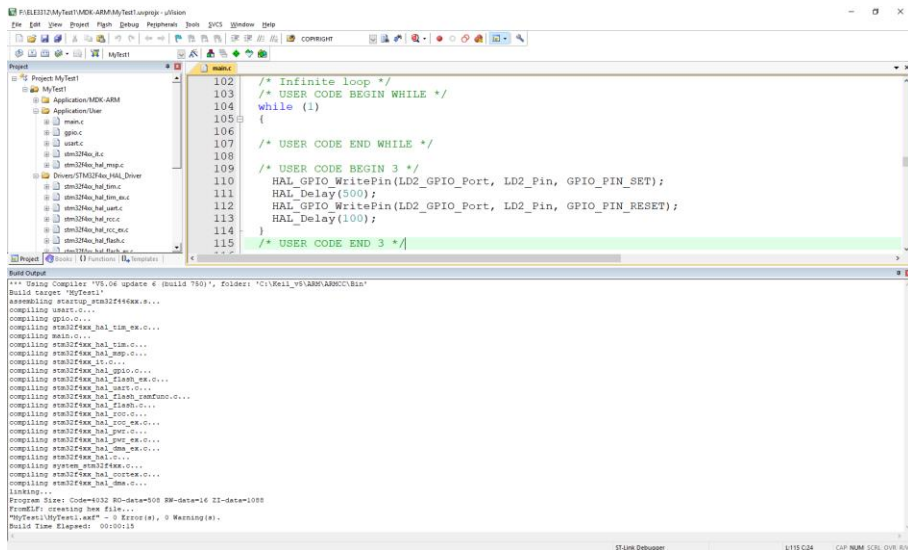 F:\ELE3312\MyTest1\MDK-ARM\MyTest1.uvprojx - µVision
File Edit View Project Flash Debug Peripherals Tools SVCS Window Help
COPYRIGHT
MyTest1
Project
main.c
Project: MyTest1
MyTest1
Application/MDK-ARM
Application/User
main.c
gpio.c
usart.c
stm32f4xx_it.c
stm32f4xx_hal_msp.c
Drivers/STM32F4xx_HAL_Driver
stm32f4xx_hal_tim.c
stm32f4xx_hal_tim_ex.c
stm32f4xx_hal_uart.c
stm32f4xx_hal_rcc.c
stm32f4xx_hal_rcc_ex.c
stm32f4xx_hal_flash.c
stm32f4xx_hal_flash_ex.c
Project Books Functions Templates
102 /* Infinite loop */
103 /* USER CODE BEGIN WHILE */
104 while (1)
105 {
106
107 /* USER CODE END WHILE */
108
109 /* USER CODE BEGIN 3 */
110 HAL_GPIO_WritePin(LD2_GPIO_Port, LD2_Pin, GPIO_PIN_SET);
111 HAL_Delay(500);
112 HAL_GPIO_WritePin(LD2_GPIO_Port, LD2_Pin, GPIO_PIN_RESET);
113 HAL_Delay(100);
114 }
115 /* USER CODE END 3 */
Build Output
*** Using Compiler 'V5.06 update 6 (build 750)', folder: 'C:\Keil_v5\ARM\ARMCC\Bin'
Build target 'MyTest1'
assembling startup_stm32f446xx.s...
compiling usart.c...
compiling gpio.c...
compiling stm32f4xx_hal_tim_ex.c...
compiling main.c...
compiling stm32f4xx_hal_tim.c...
compiling stm32f4xx_hal_msp.c...
compiling stm32f4xx_it.c...
compiling stm32f4xx_hal_gpio.c...
compiling stm32f4xx_hal_flash_ex.c...
compiling stm32f4xx_hal_uart.c...
compiling stm32f4xx_hal_flash_ramfunc.c...
compiling stm32f4xx_hal_flash.c...
compiling stm32f4xx_hal_rcc.c...
compiling stm32f4xx_hal_rcc_ex.c...
compiling stm32f4xx_hal_pwr.c...
compiling stm32f4xx_hal_pwr_ex.c...
compiling stm32f4xx_hal_dma_ex.c...
compiling stm32f4xx_hal.c...
compiling system_stm32f4xx.c...
compiling stm32f4xx_hal_cortex.c...
compiling stm32f4xx_hal_dma.c...
linking...
Program Size: Code=4032 RO-data=508 RW-data=16 ZI-data=1088
FromELF: creating hex file...
"MyTest1\MyTest1.axf" - 0 Error(s), 0 Warning(s).
Build Time Elapsed: 00:00:15
ST-Link Debugger L:115 C:24 CAP NUM SCRL OVR R/W